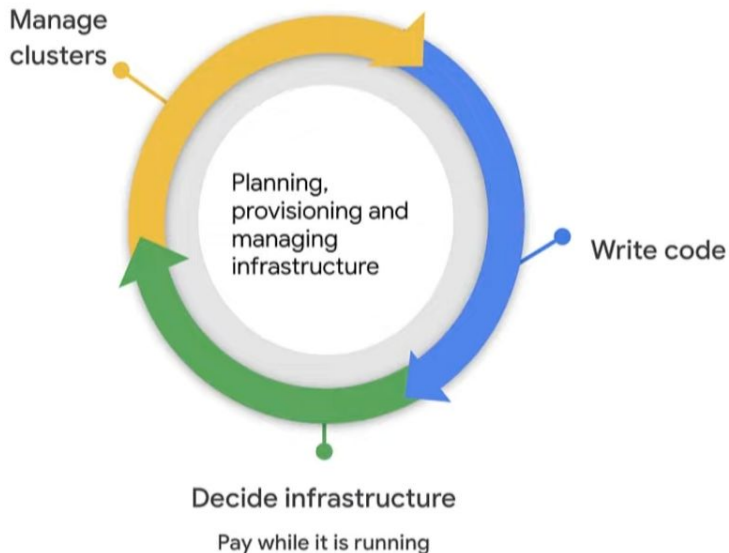 Manage
clusters
Planning,
provisioning and
managing
infrastructure
Write code
Decide infrastructure
Pay while it is running